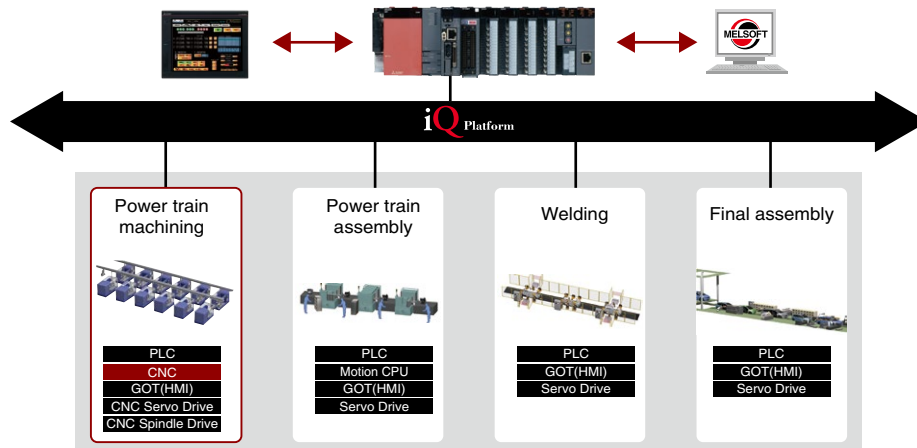 MELSOFT
iQ Platform
Power train
machining
Power train
assembly
Welding
Final assembly
PLC
CNC
GOT(HMI)
CNC Servo Drive
CNC Spindle Drive
PLC
Motion CPU
GOT(HMI)
Servo Drive
PLC
GOT(HMI)
Servo Drive
PLC
GOT(HMI)
Servo Drive